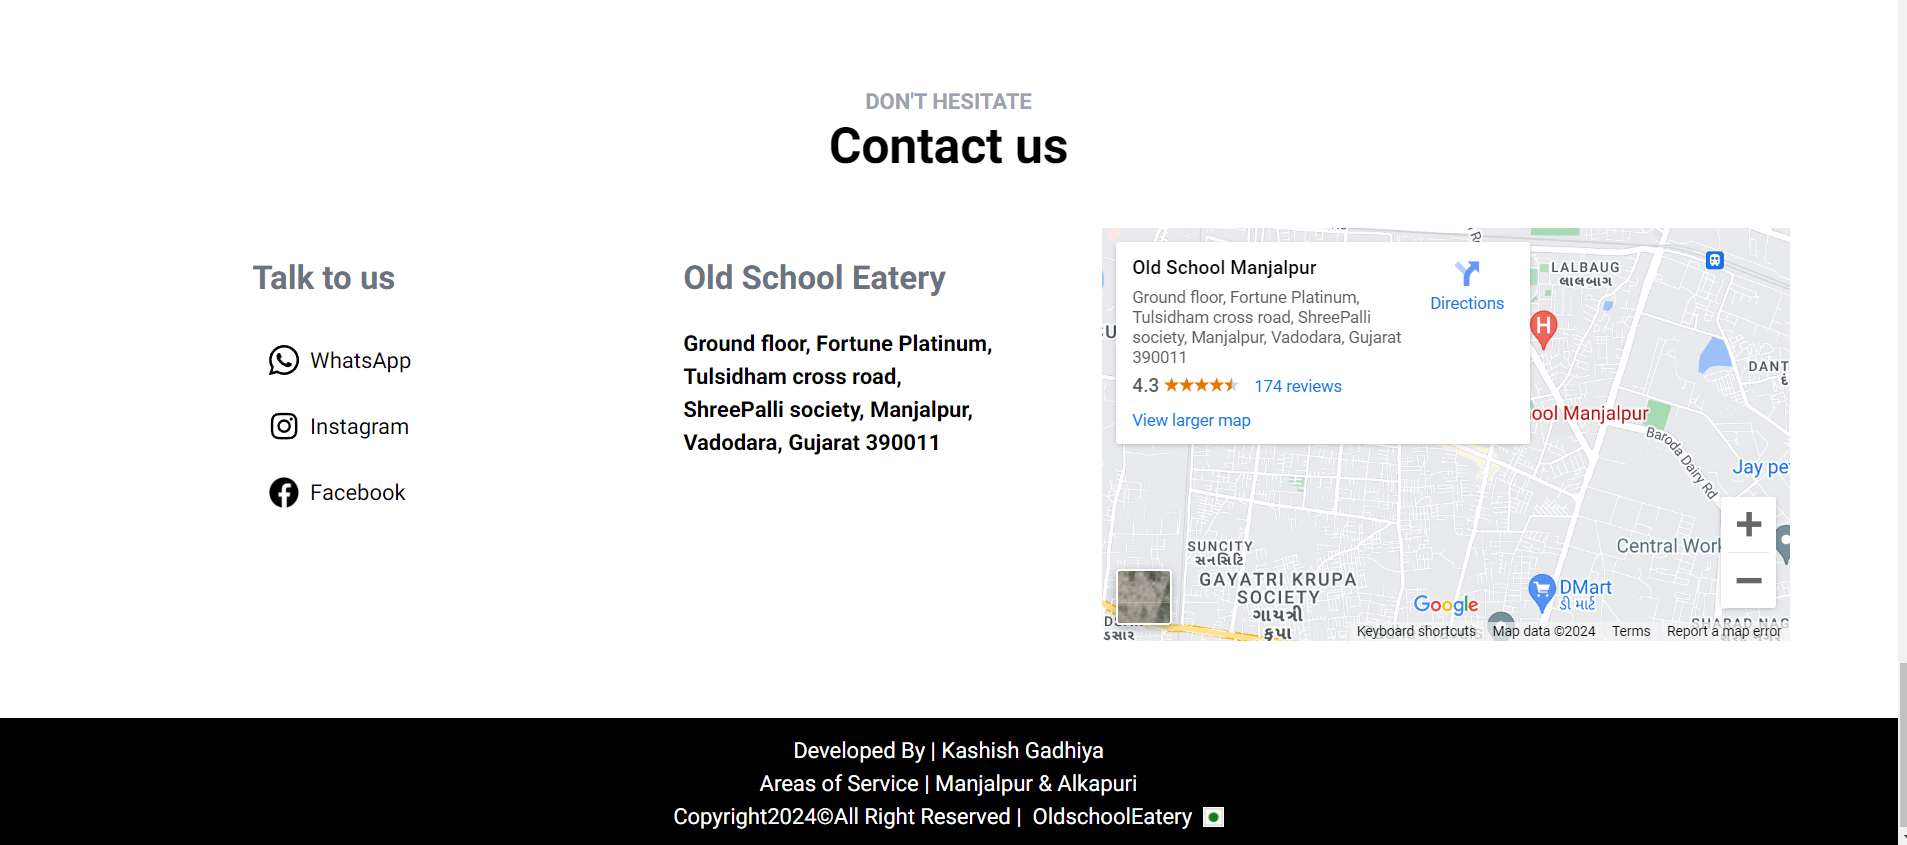 DON'T HESITATE
Contact us
Talk to us
WhatsApp
Instagram
Facebook
Old School Eatery
Ground floor, Fortune Platinum,
Tulsidham cross road,
ShreePalli society, Manjalpur,
Vadodara, Gujarat 390011
Old School Manjalpur
Ground floor, Fortune Platinum,
Tulsidham cross road, ShreePalli
society, Manjalpur, Vadodara, Gujarat
390011
4.3
174 reviews
View larger map
Directions
LALBAUG
લાલબાગ
H
ool Manjalpur
DANT
Baroda Dairy Rd
Jay pe
Central Work
SUNCITY
સનસિટિ
GAYATRI KRUPA
SOCIETY
ગાયત્રી
કૃપા
DMart
ડી માર્ટ
Google
ડસાર
SHARAD NAG
Keyboard shortcuts
Map data ©2024
Terms
Report a map error
Developed By | Kashish Gadhiya
Areas of Service | Manjalpur & Alkapuri
Copyright2024©All Right Reserved | OldschoolEatery